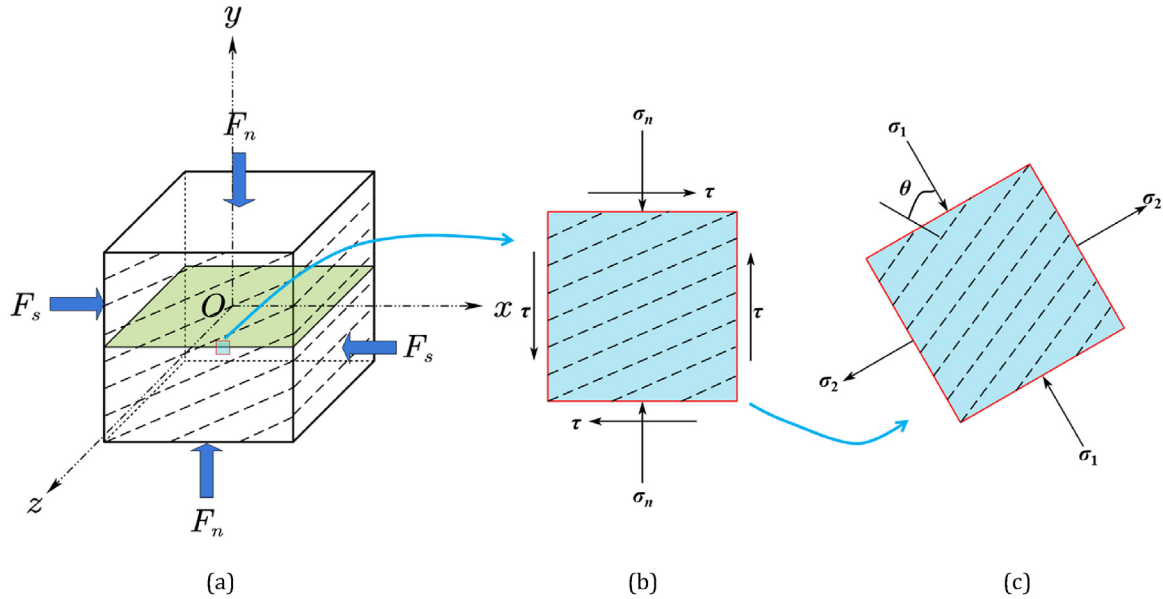 y
F_n
F_s
O
x
F_s
z
F_n
(a)
σ_n
τ
τ
τ
τ
σ_n
(b)
σ_1
θ
σ_2
σ_2
σ_1
(c)